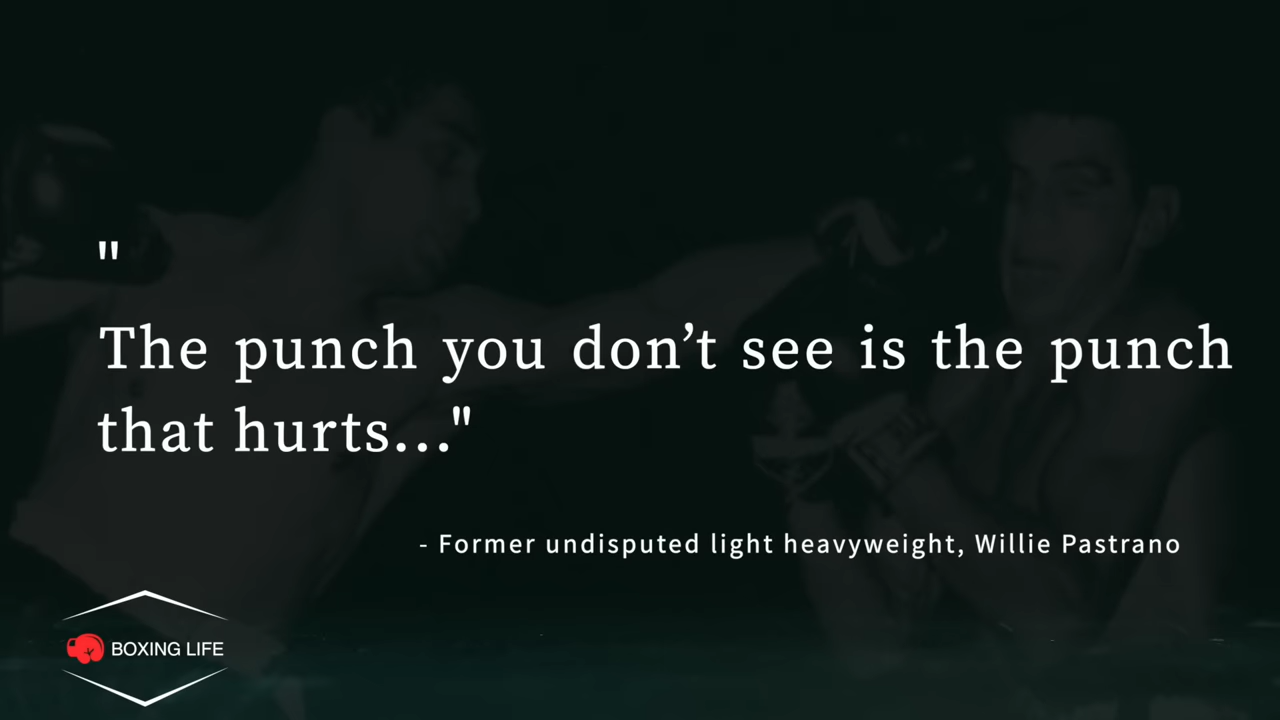 "
The punch you don’t see is the punch
that hurts..."
- Former undisputed light heavyweight, Willie Pastrano
BOXING LIFE